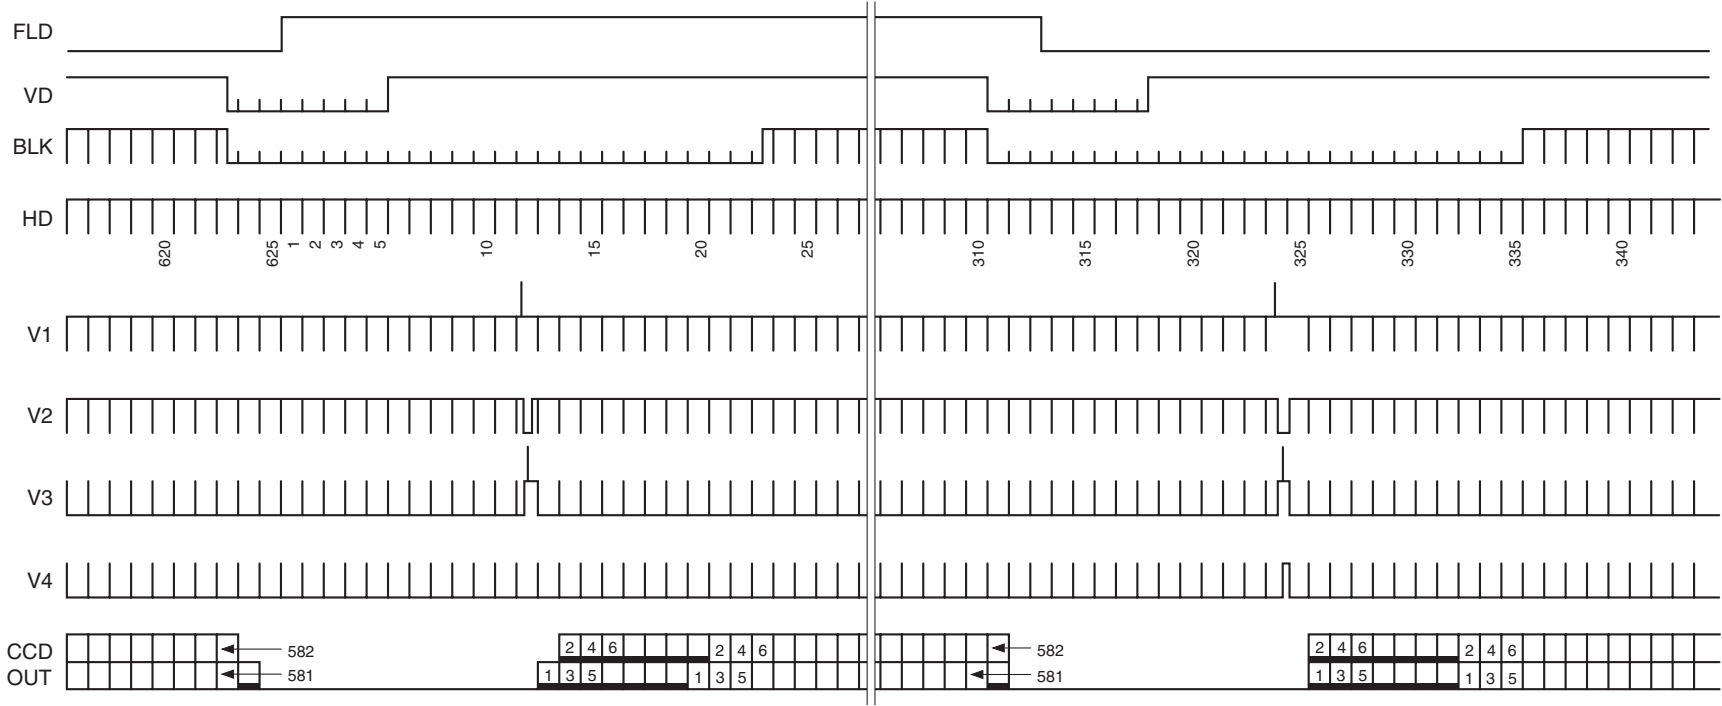 FLD
VD
BLK
HD
620 625 1 2 3 4 5 10 15 20 25 310 315 320 325 330 335 340
V1
V2
V3
V4
CCD OUT
582 2 4 6 2 4 6 582 2 4 6 2 4 6
581 1 3 5 1 3 5 581 1 3 5 1 3 5